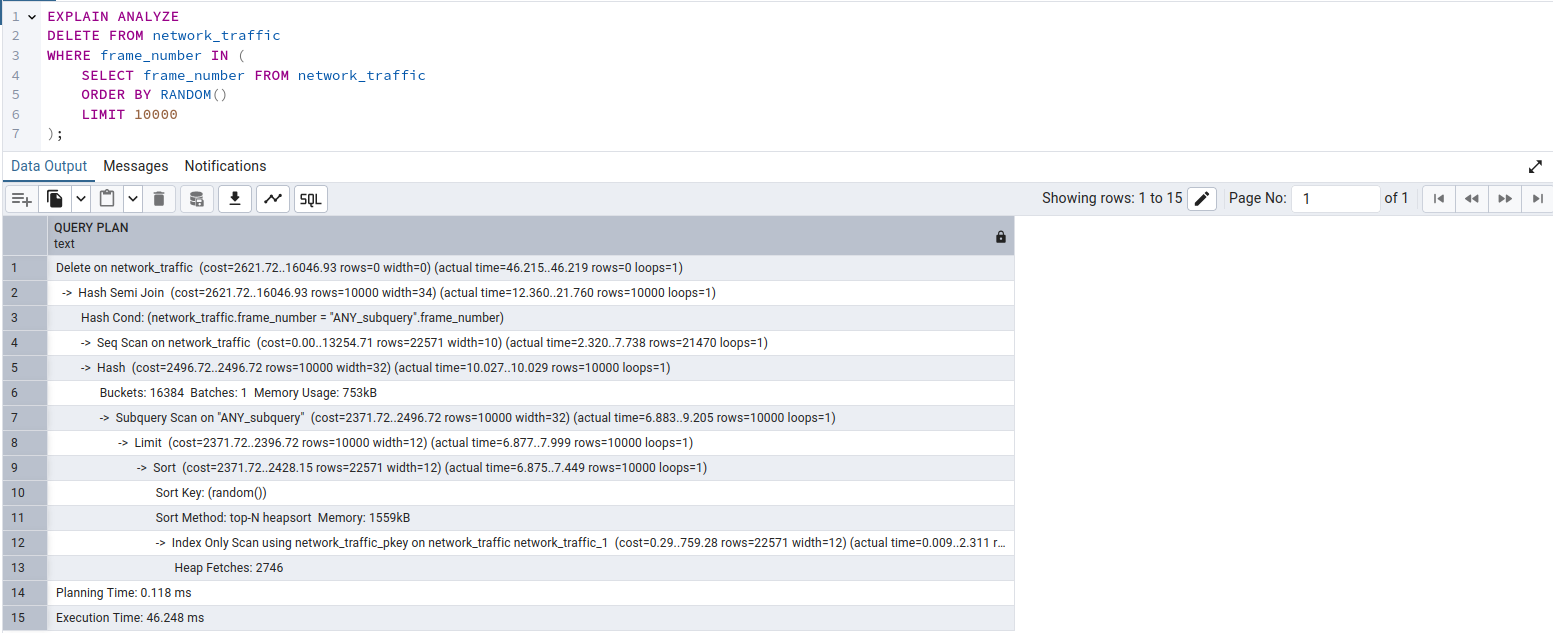 1 EXPLAIN ANALYZE
2 DELETE FROM network_traffic
3 WHERE frame_number IN (
4 SELECT frame_number FROM network_traffic
5 ORDER BY RANDOM()
6 LIMIT 10000
7 );
Data Output Messages Notifications
SQL Showing rows: 1 to 15 Page No: 1 of 1
QUERY PLAN
text
1 Delete on network_traffic (cost=2621.72..16046.93 rows=0 width=0) (actual time=46.215..46.219 rows=0 loops=1)
2 -> Hash Semi Join (cost=2621.72..16046.93 rows=10000 width=34) (actual time=12.360..21.760 rows=10000 loops=1)
3 Hash Cond: (network_traffic.frame_number = "ANY_subquery".frame_number)
4 -> Seq Scan on network_traffic (cost=0.00..13254.71 rows=22571 width=10) (actual time=2.320..7.738 rows=21470 loops=1)
5 -> Hash (cost=2496.72..2496.72 rows=10000 width=32) (actual time=10.027..10.029 rows=10000 loops=1)
6 Buckets: 16384 Batches: 1 Memory Usage: 753kB
7 -> Subquery Scan on "ANY_subquery" (cost=2371.72..2496.72 rows=10000 width=32) (actual time=6.883..9.205 rows=10000 loops=1)
8 -> Limit (cost=2371.72..2396.72 rows=10000 width=12) (actual time=6.877..7.999 rows=10000 loops=1)
9 -> Sort (cost=2371.72..2428.15 rows=22571 width=12) (actual time=6.875..7.449 rows=10000 loops=1)
10 Sort Key: (random())
11 Sort Method: top-N heapsort Memory: 1559kB
12 -> Index Only Scan using network_traffic_pkey on network_traffic network_traffic_1 (cost=0.29..759.28 rows=22571 width=12) (actual time=0.009..2.311 r...
13 Heap Fetches: 2746
14 Planning Time: 0.118 ms
15 Execution Time: 46.248 ms